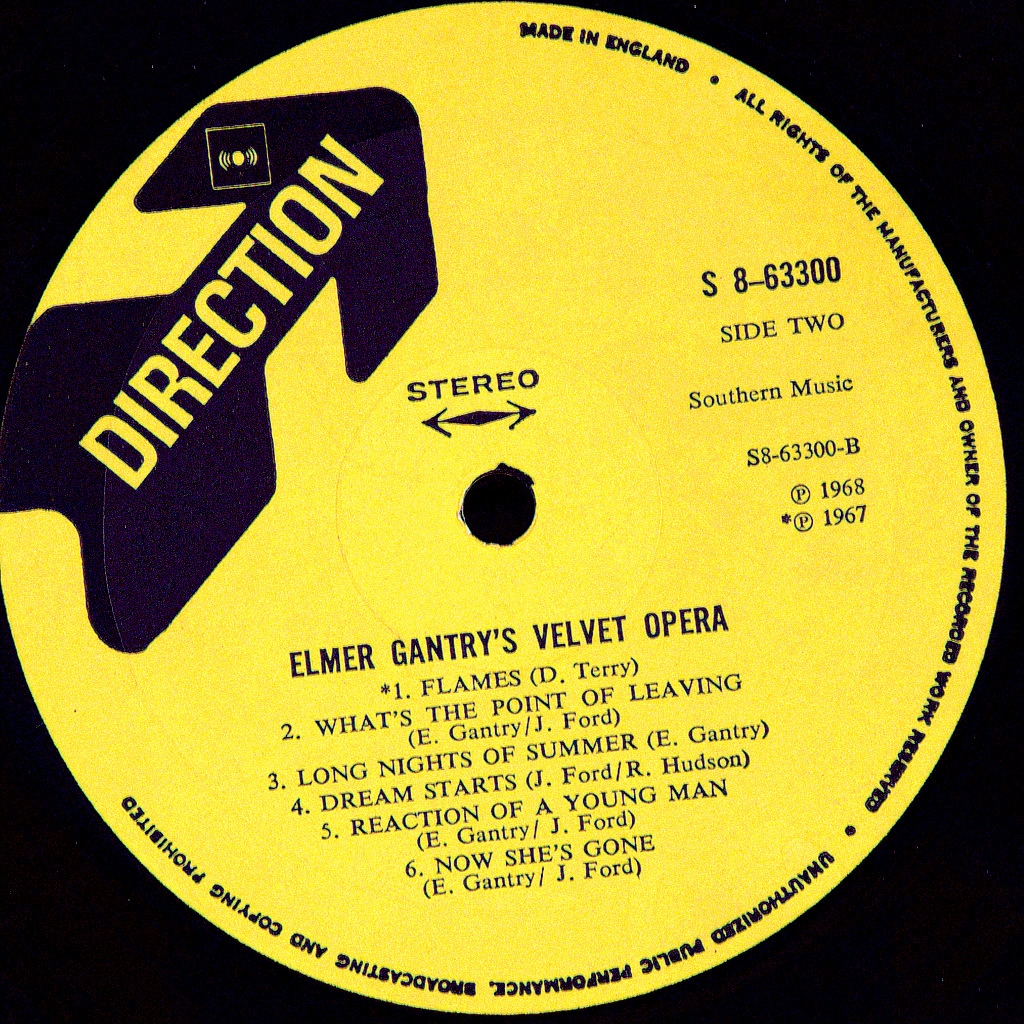 MADE IN ENGLAND • ALL RIGHTS OF THE MANUFACTURERS AND OWNER OF THE RECORDED WORK RESERVED • UNAUTHORIZED PUBLIC PERFORMANCE, BROADCASTING AND COPYING PROHIBITED
DIRECTION
S 8–63300
SIDE TWO
STEREO
Southern Music
S8-63300-B
Ⓟ 1968
*Ⓟ 1967
ELMER GANTRY'S VELVET OPERA
*1. FLAMES (D. Terry)
2. WHAT'S THE POINT OF LEAVING
(E. Gantry/J. Ford)
3. LONG NIGHTS OF SUMMER (E. Gantry)
4. DREAM STARTS (J. Ford/R. Hudson)
5. REACTION OF A YOUNG MAN
(E. Gantry/ J. Ford)
6. NOW SHE'S GONE
(E. Gantry/ J. Ford)